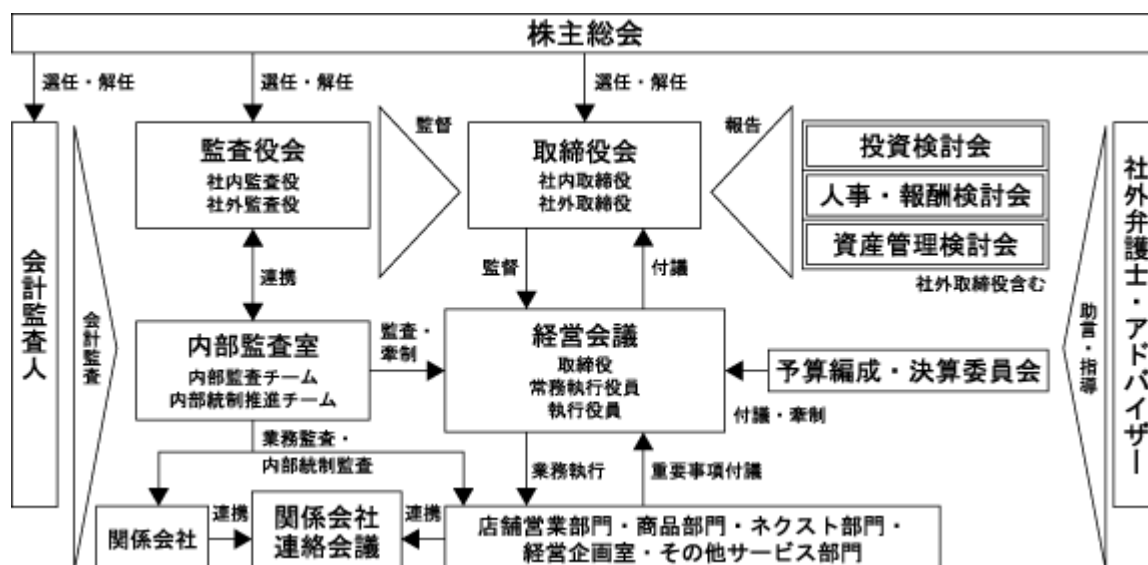 株主総会
選任・解任
選任・解任
選任・解任
会計監査人
会計監査
監査役会
社内監査役
社外監査役
監督
取締役会
社内取締役
社外取締役
報告
投資検討会
人事・報酬検討会
資産管理検討会
社外取締役含む
社外弁護士・アドバイザー
助言・指導
連携
監督
付議
内部監査室
内部監査チーム
内部統制推進チーム
監査・
牽制
経営会議
取締役
常務執行役員
執行役員
予算編成・決算委員会
付議・牽制
業務監査・
内部統制監査
業務執行
重要事項付議
関係会社
連携
関係会社
連絡会議
連携
店舗営業部門・商品部門・ネクスト部門・
経営企画室・その他サービス部門